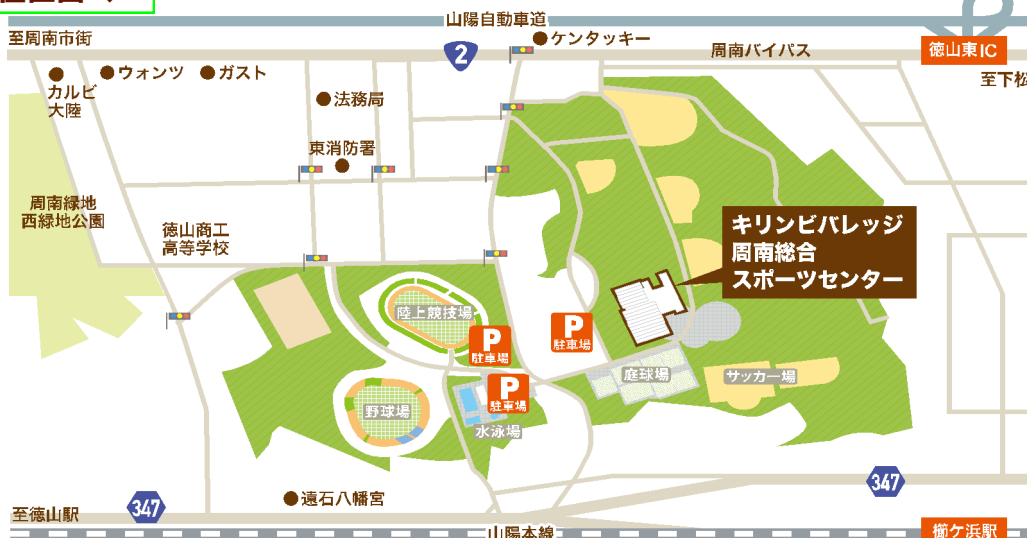 山陽自動車道
至周南市街
ケンタッキー
2
周南バイパス
徳山東IC
至下松
ウォンツ
ガスト
カルビ
大陸
法務局
東消防署
周南緑地
西緑地公園
徳山商工
高等学校
キリンビバレッジ
周南総合
スポーツセンター
陸上競技場
P
駐車場
P
駐車場
庭球場
サッカー場
P
駐車場
野球場
水泳場
347
遠石八幡宮
347
至徳山駅
山陽本線
櫛ケ浜駅